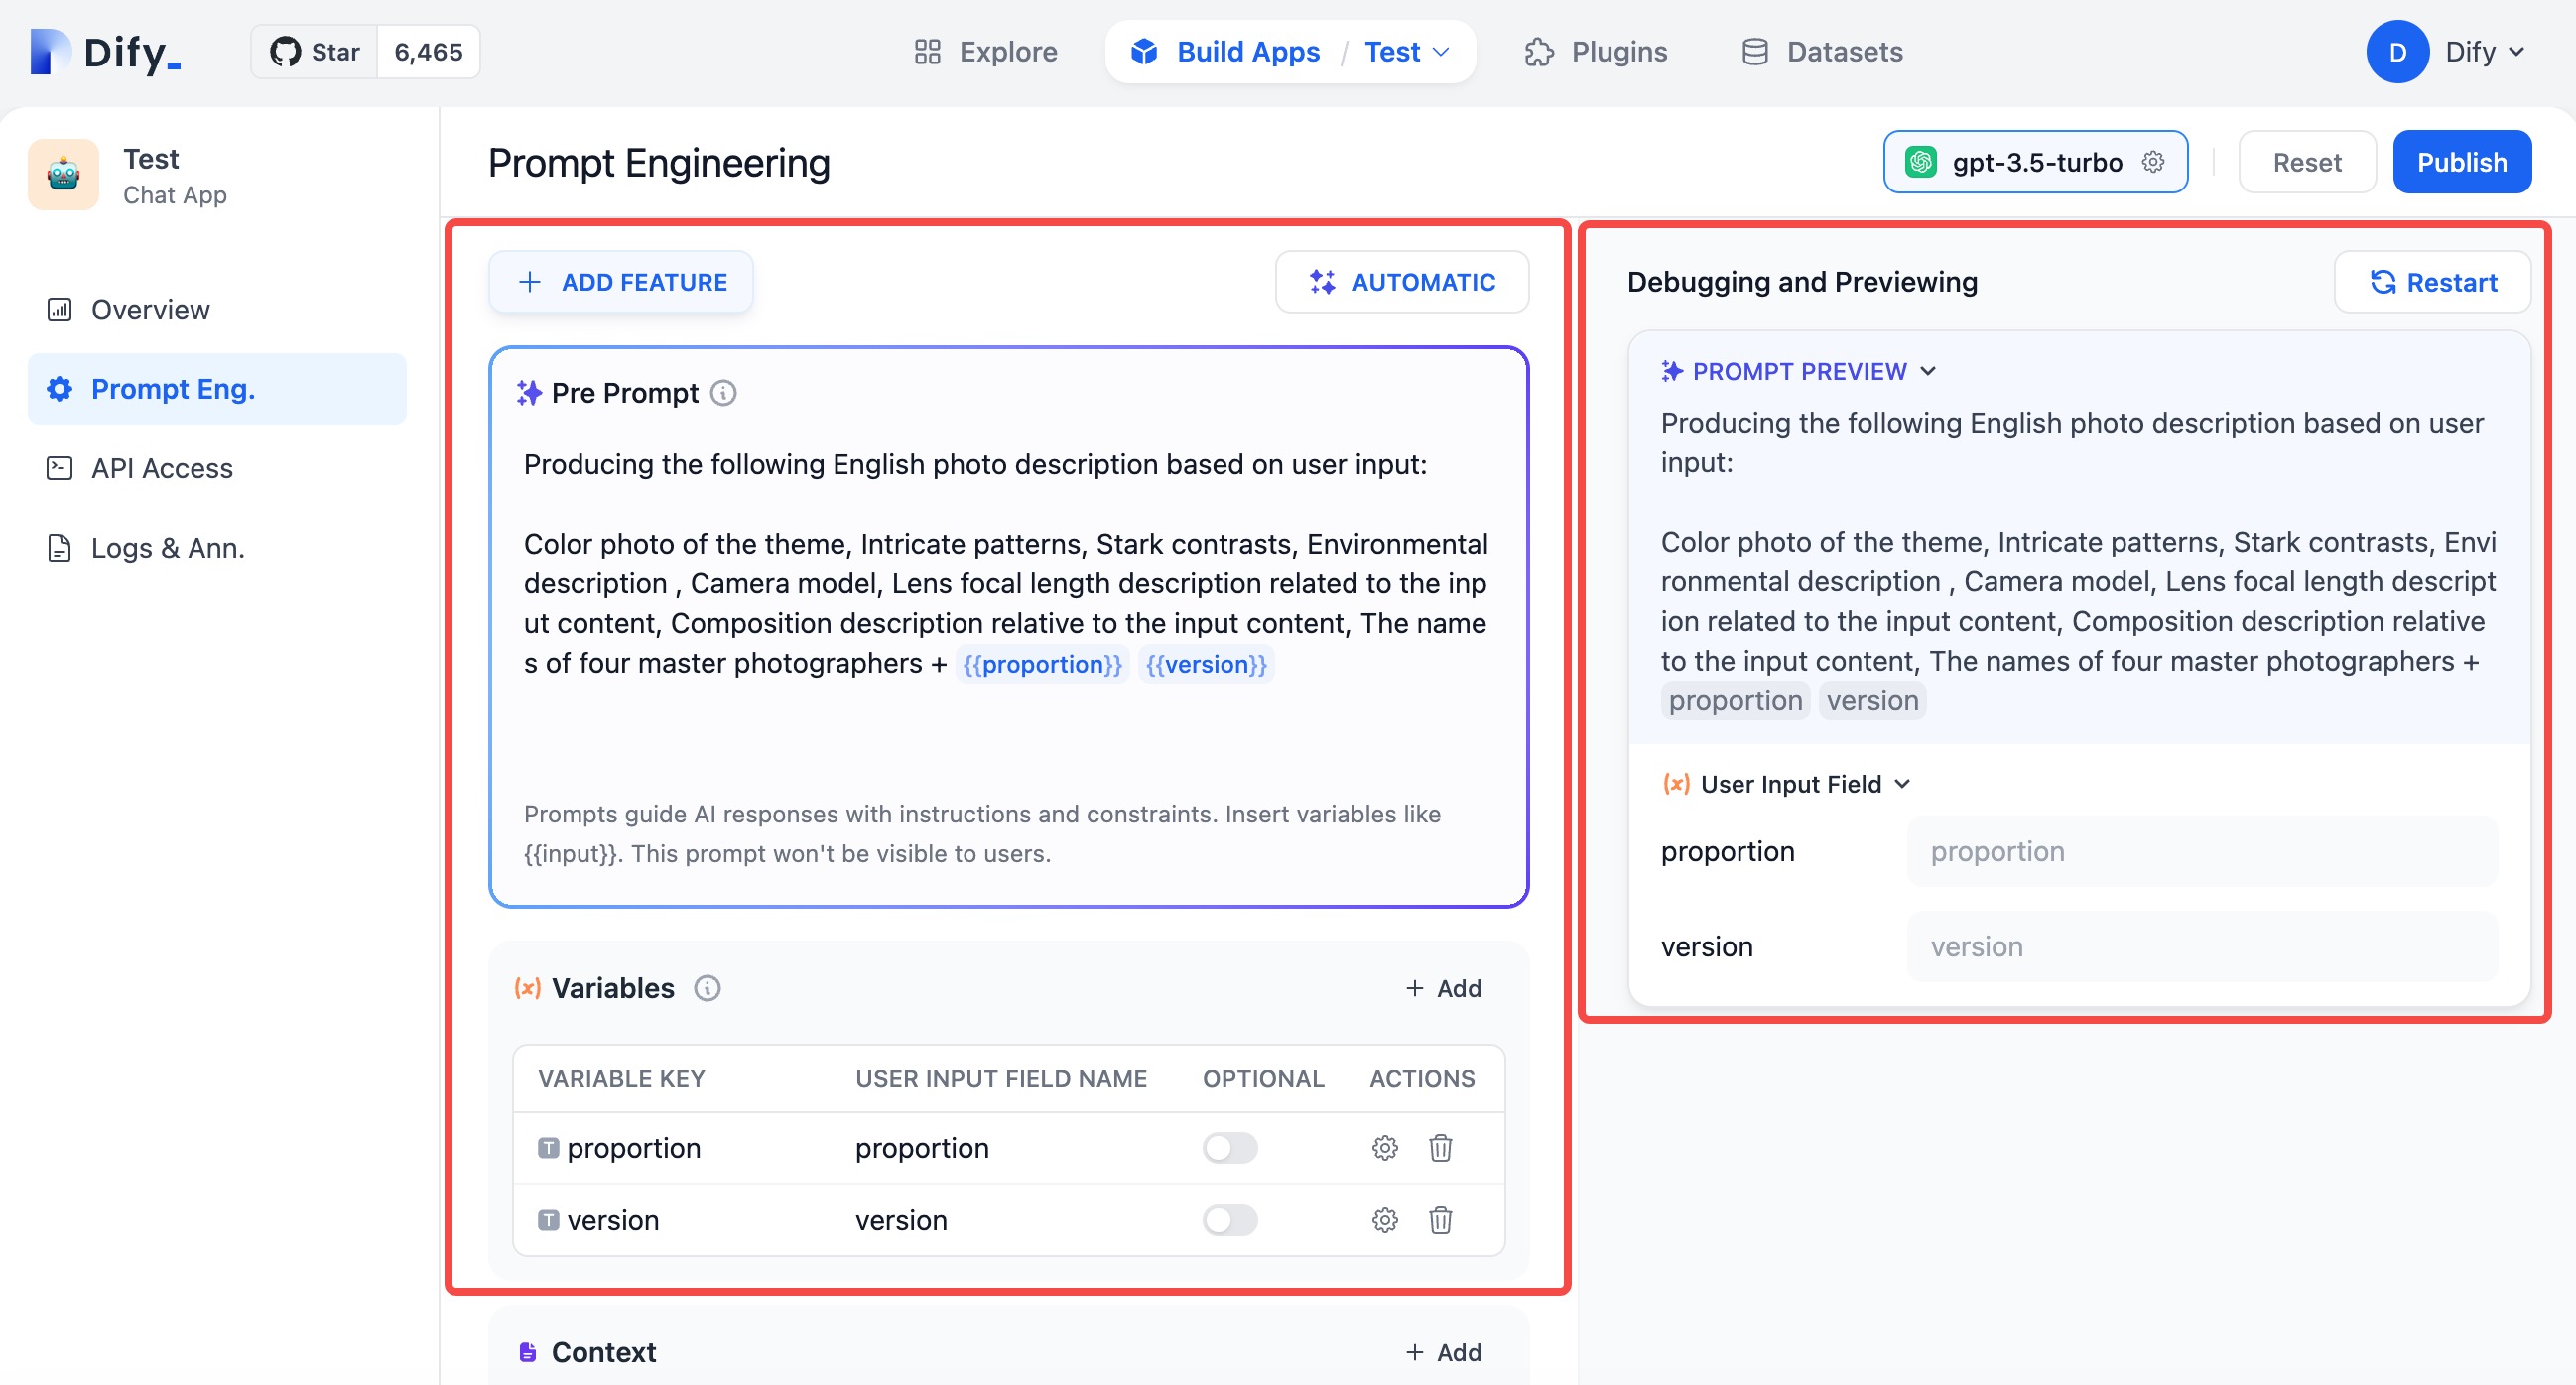 Dify_
Star 6,465
Explore
Build Apps / Test
Plugins
Datasets
D Dify
Test
Chat App
Overview
Prompt Eng.
API Access
Logs & Ann.
Prompt Engineering
gpt-3.5-turbo
Reset
Publish
+ ADD FEATURE
AUTOMATIC
Pre Prompt
Producing the following English photo description based on user input:
Color photo of the theme, Intricate patterns, Stark contrasts, Environmental
description , Camera model, Lens focal length description related to the inp
ut content, Composition description relative to the input content, The name
s of four master photographers + {{proportion}} {{version}}
Prompts guide AI responses with instructions and constraints. Insert variables like
{{input}}. This prompt won't be visible to users.
(x) Variables
+ Add
VARIABLE KEY USER INPUT FIELD NAME OPTIONAL ACTIONS
T proportion proportion
T version version
Context
+ Add
Debugging and Previewing
Restart
PROMPT PREVIEW
Producing the following English photo description based on user
input:
Color photo of the theme, Intricate patterns, Stark contrasts, Envi
ronmental description , Camera model, Lens focal length descript
ion related to the input content, Composition description relative
to the input content, The names of four master photographers +
proportion version
(x) User Input Field
proportion proportion
version version